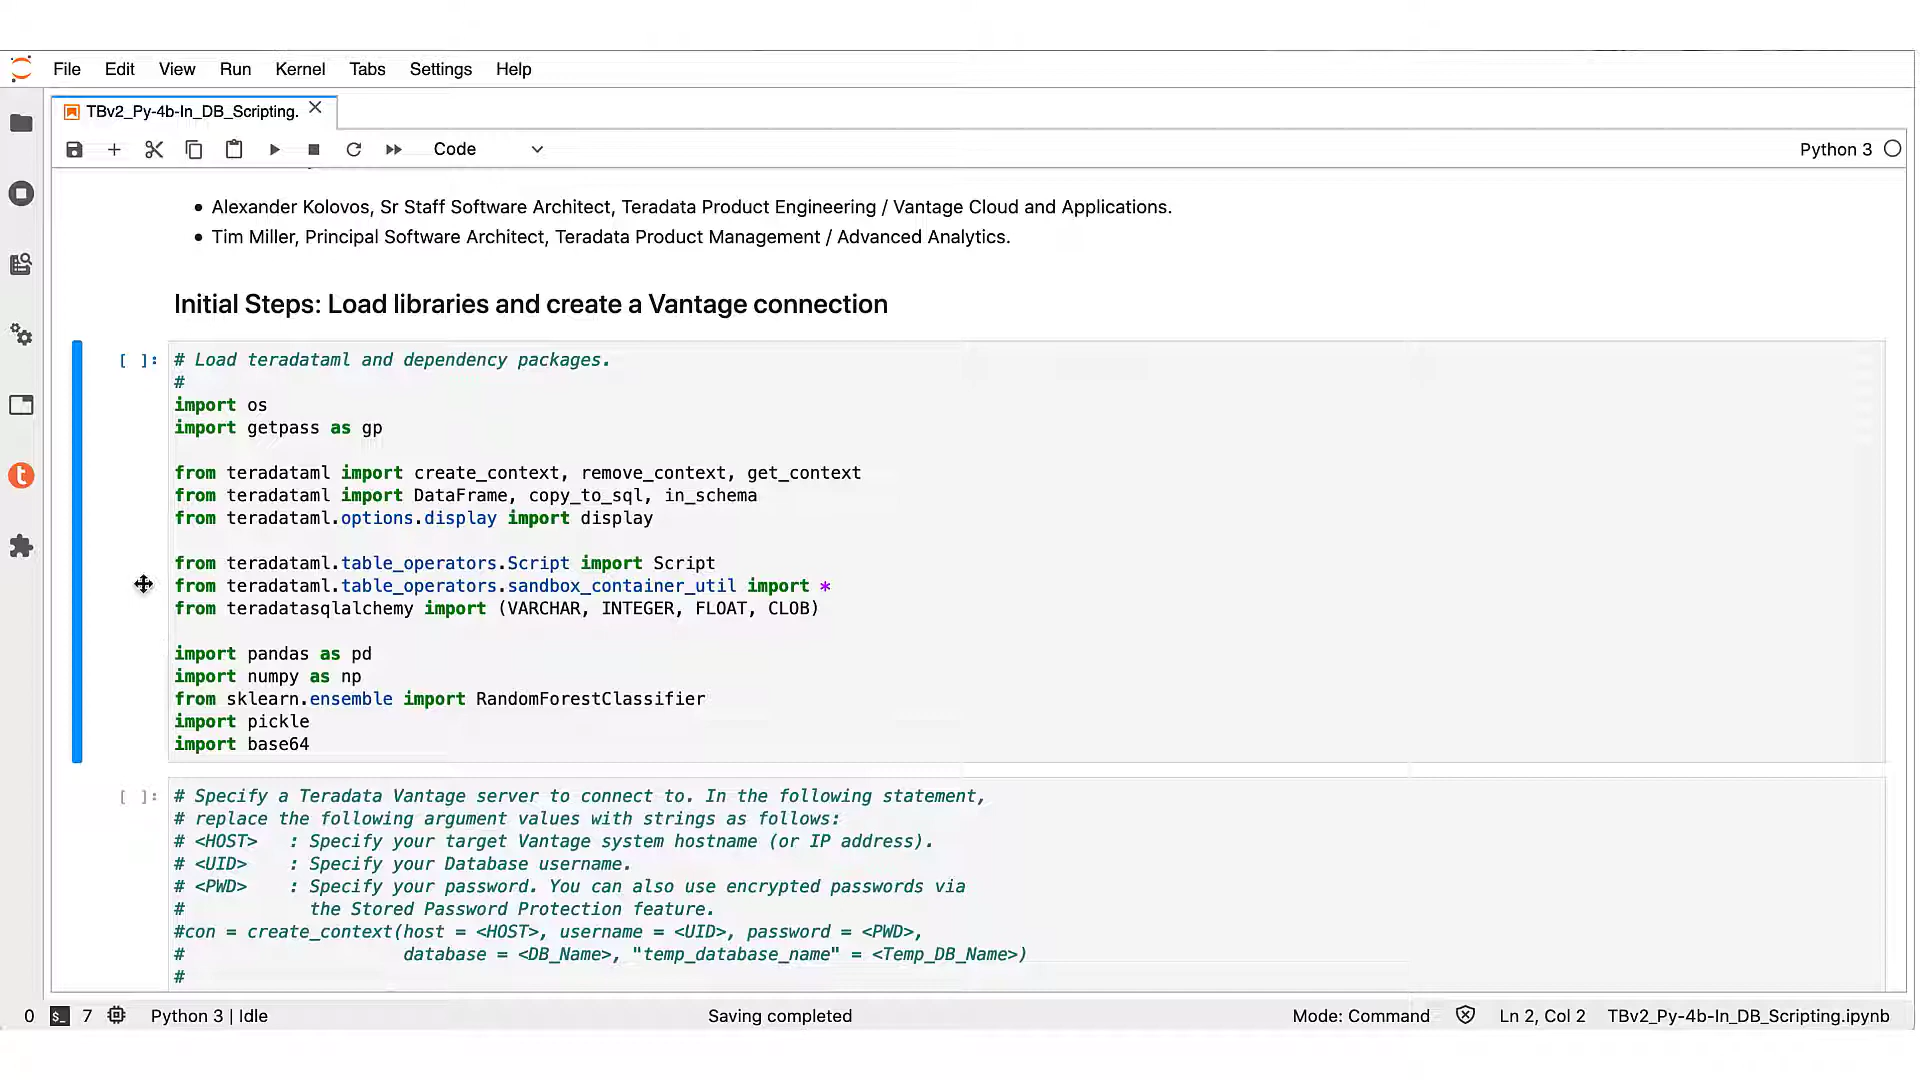 File Edit View Run Kernel Tabs Settings Help
TBv2_Py-4b-In_DB_Scripting.
Code
Python 3
• Alexander Kolovos, Sr Staff Software Architect, Teradata Product Engineering / Vantage Cloud and Applications.
• Tim Miller, Principal Software Architect, Teradata Product Management / Advanced Analytics.
Initial Steps: Load libraries and create a Vantage connection
[ ]: # Load teradataml and dependency packages.
#
import os
import getpass as gp
from teradataml import create_context, remove_context, get_context
from teradataml import DataFrame, copy_to_sql, in_schema
from teradataml.options.display import display
from teradataml.table_operators.Script import Script
from teradataml.table_operators.sandbox_container_util import *
from teradatasqlalchemy import (VARCHAR, INTEGER, FLOAT, CLOB)
import pandas as pd
import numpy as np
from sklearn.ensemble import RandomForestClassifier
import pickle
import base64
[ ]: # Specify a Teradata Vantage server to connect to. In the following statement,
# replace the following argument values with strings as follows:
# <HOST>   : Specify your target Vantage system hostname (or IP address).
# <UID>    : Specify your Database username.
# <PWD>    : Specify your password. You can also use encrypted passwords via
#            the Stored Password Protection feature.
#con = create_context(host = <HOST>, username = <UID>, password = <PWD>,
#                     database = <DB_Name>, "temp_database_name" = <Temp_DB_Name>)
#
0 $_ 7 Python 3 | Idle Saving completed Mode: Command Ln 2, Col 2 TBv2_Py-4b-In_DB_Scripting.ipynb